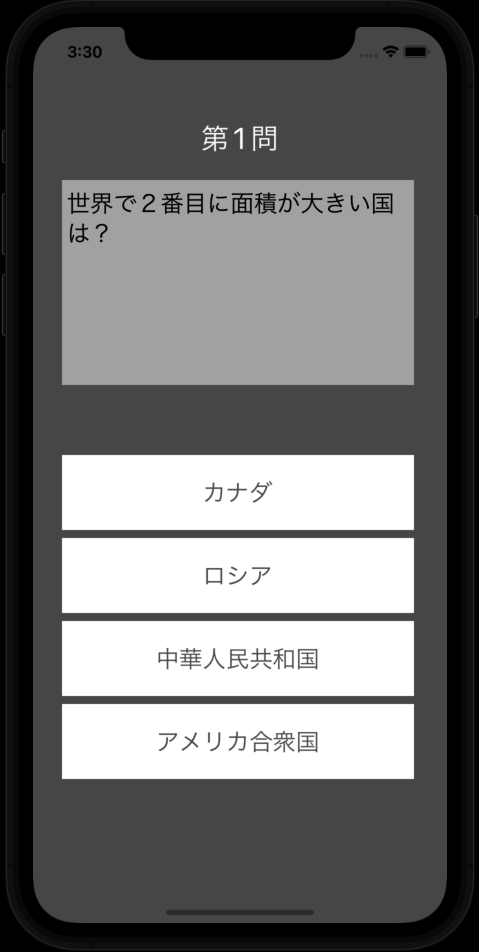 3:30
第1問
世界で２番目に面積が大きい国
は？
カナダ
ロシア
中華人民共和国
アメリカ合衆国